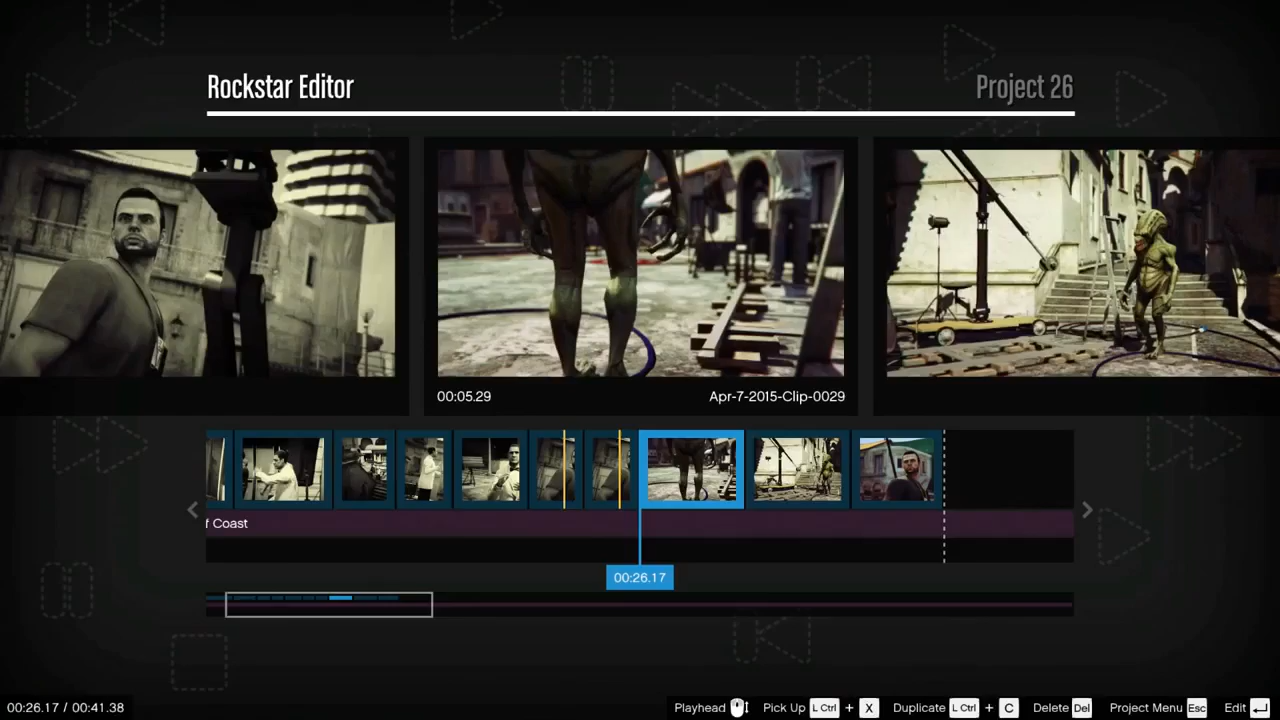 Rockstar Editor
Project 26
00:05.29
Apr-7-2015-Clip-0029
f Coast
00:26.17
00:26.17 / 00:41.38
Playhead Pick Up L Ctrl + X Duplicate L Ctrl + C Delete Del Project Menu Esc Edit